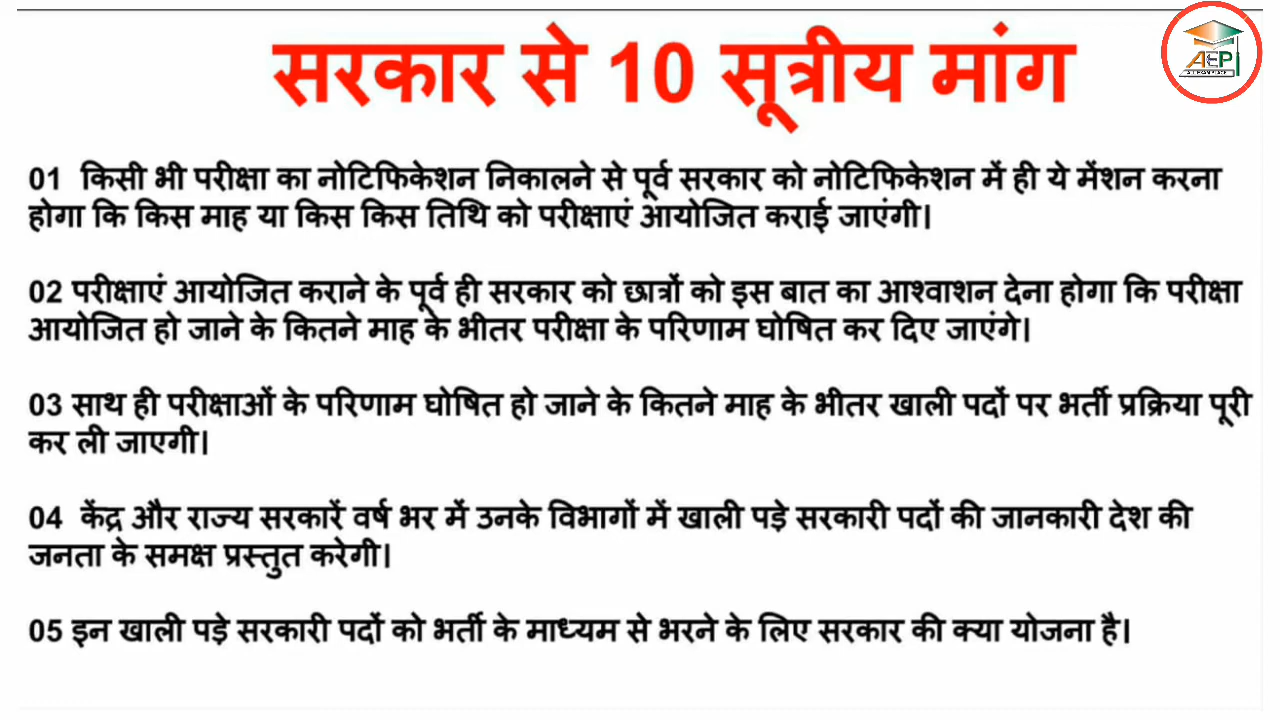 सरकार से 10 सूत्रीय मांग
AEP
01 किसी भी परीक्षा का नोटिफिकेशन निकालने से पूर्व सरकार को नोटिफिकेशन में ही ये मेंशन करना
होगा कि किस माह या किस किस तिथि को परीक्षाएं आयोजित कराई जाएंगी।
02 परीक्षाएं आयोजित कराने के पूर्व ही सरकार को छात्रों को इस बात का आश्वाशन देना होगा कि परीक्षा
आयोजित हो जाने के कितने माह के भीतर परीक्षा के परिणाम घोषित कर दिए जाएंगे।
03 साथ ही परीक्षाओं के परिणाम घोषित हो जाने के कितने माह के भीतर खाली पदों पर भर्ती प्रक्रिया पूरी
कर ली जाएगी।
04 केंद्र और राज्य सरकारें वर्ष भर में उनके विभागों में खाली पड़े सरकारी पदों की जानकारी देश की
जनता के समक्ष प्रस्तुत करेगी।
05 इन खाली पड़े सरकारी पदों को भर्ती के माध्यम से भरने के लिए सरकार की क्या योजना है।